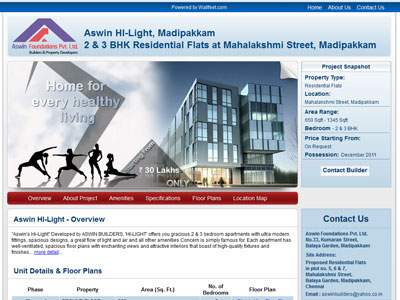 Powered by Wallfeet.com
Home
About Us
Contact Us
Aswin Foundations Pvt. Ltd.
Builders & Property Developers
Aswin HI-Light, Madipakkam
2 & 3 BHK Residential Flats at Mahalakshmi Street, Madipakkam
Home for
every healthy
living
Starting From
₹ 30 Lakhs
ONLY
Project Snapshot
Property Type:
Residential Flats
Location:
Mahalakshmi Street, Madipakkam
Area Range:
650 Sqft - 1345 Sqft
Bedroom - 2 & 3 BHK
Price Starting From:
On Request
Possession: December 2011
Contact Builder
Overview
About Project
Amenites
Specifications
Floor Plans
Location Map
Aswin HI-Light - Overview
"Aswin's Hi-Light" Developed by ASWIN BUILDERS, 'HI-LIGHT' offers you gracious 2 & 3 bedroom apartments with ultra modern
fittings, spacious designs, a great flow of light and air and all other amenities Concern is simply famous for. Each apartment has
well-ventilated, spacious floor plans with enchanting views and attractive interiors that boast of high-quality fixtures and
finishes... more detail...
Unit Details & Floor Plans
Phase
Property
Area (Sq. Ft.)
No. of
Bedrooms
Floor Plan
Contact Us
Aswin Foundations Pvt. Ltd.
No.33, Kumaran Street,
Balaya Garden, Madipakkam
Site Address:
Proposed Residential Flats
in plot no. 5, 6 & 7,
Mahalakshmi Street,
Balaya Garden, Madipakkam,
Chennai
Email : aswinbuilders@yahoo.co.in